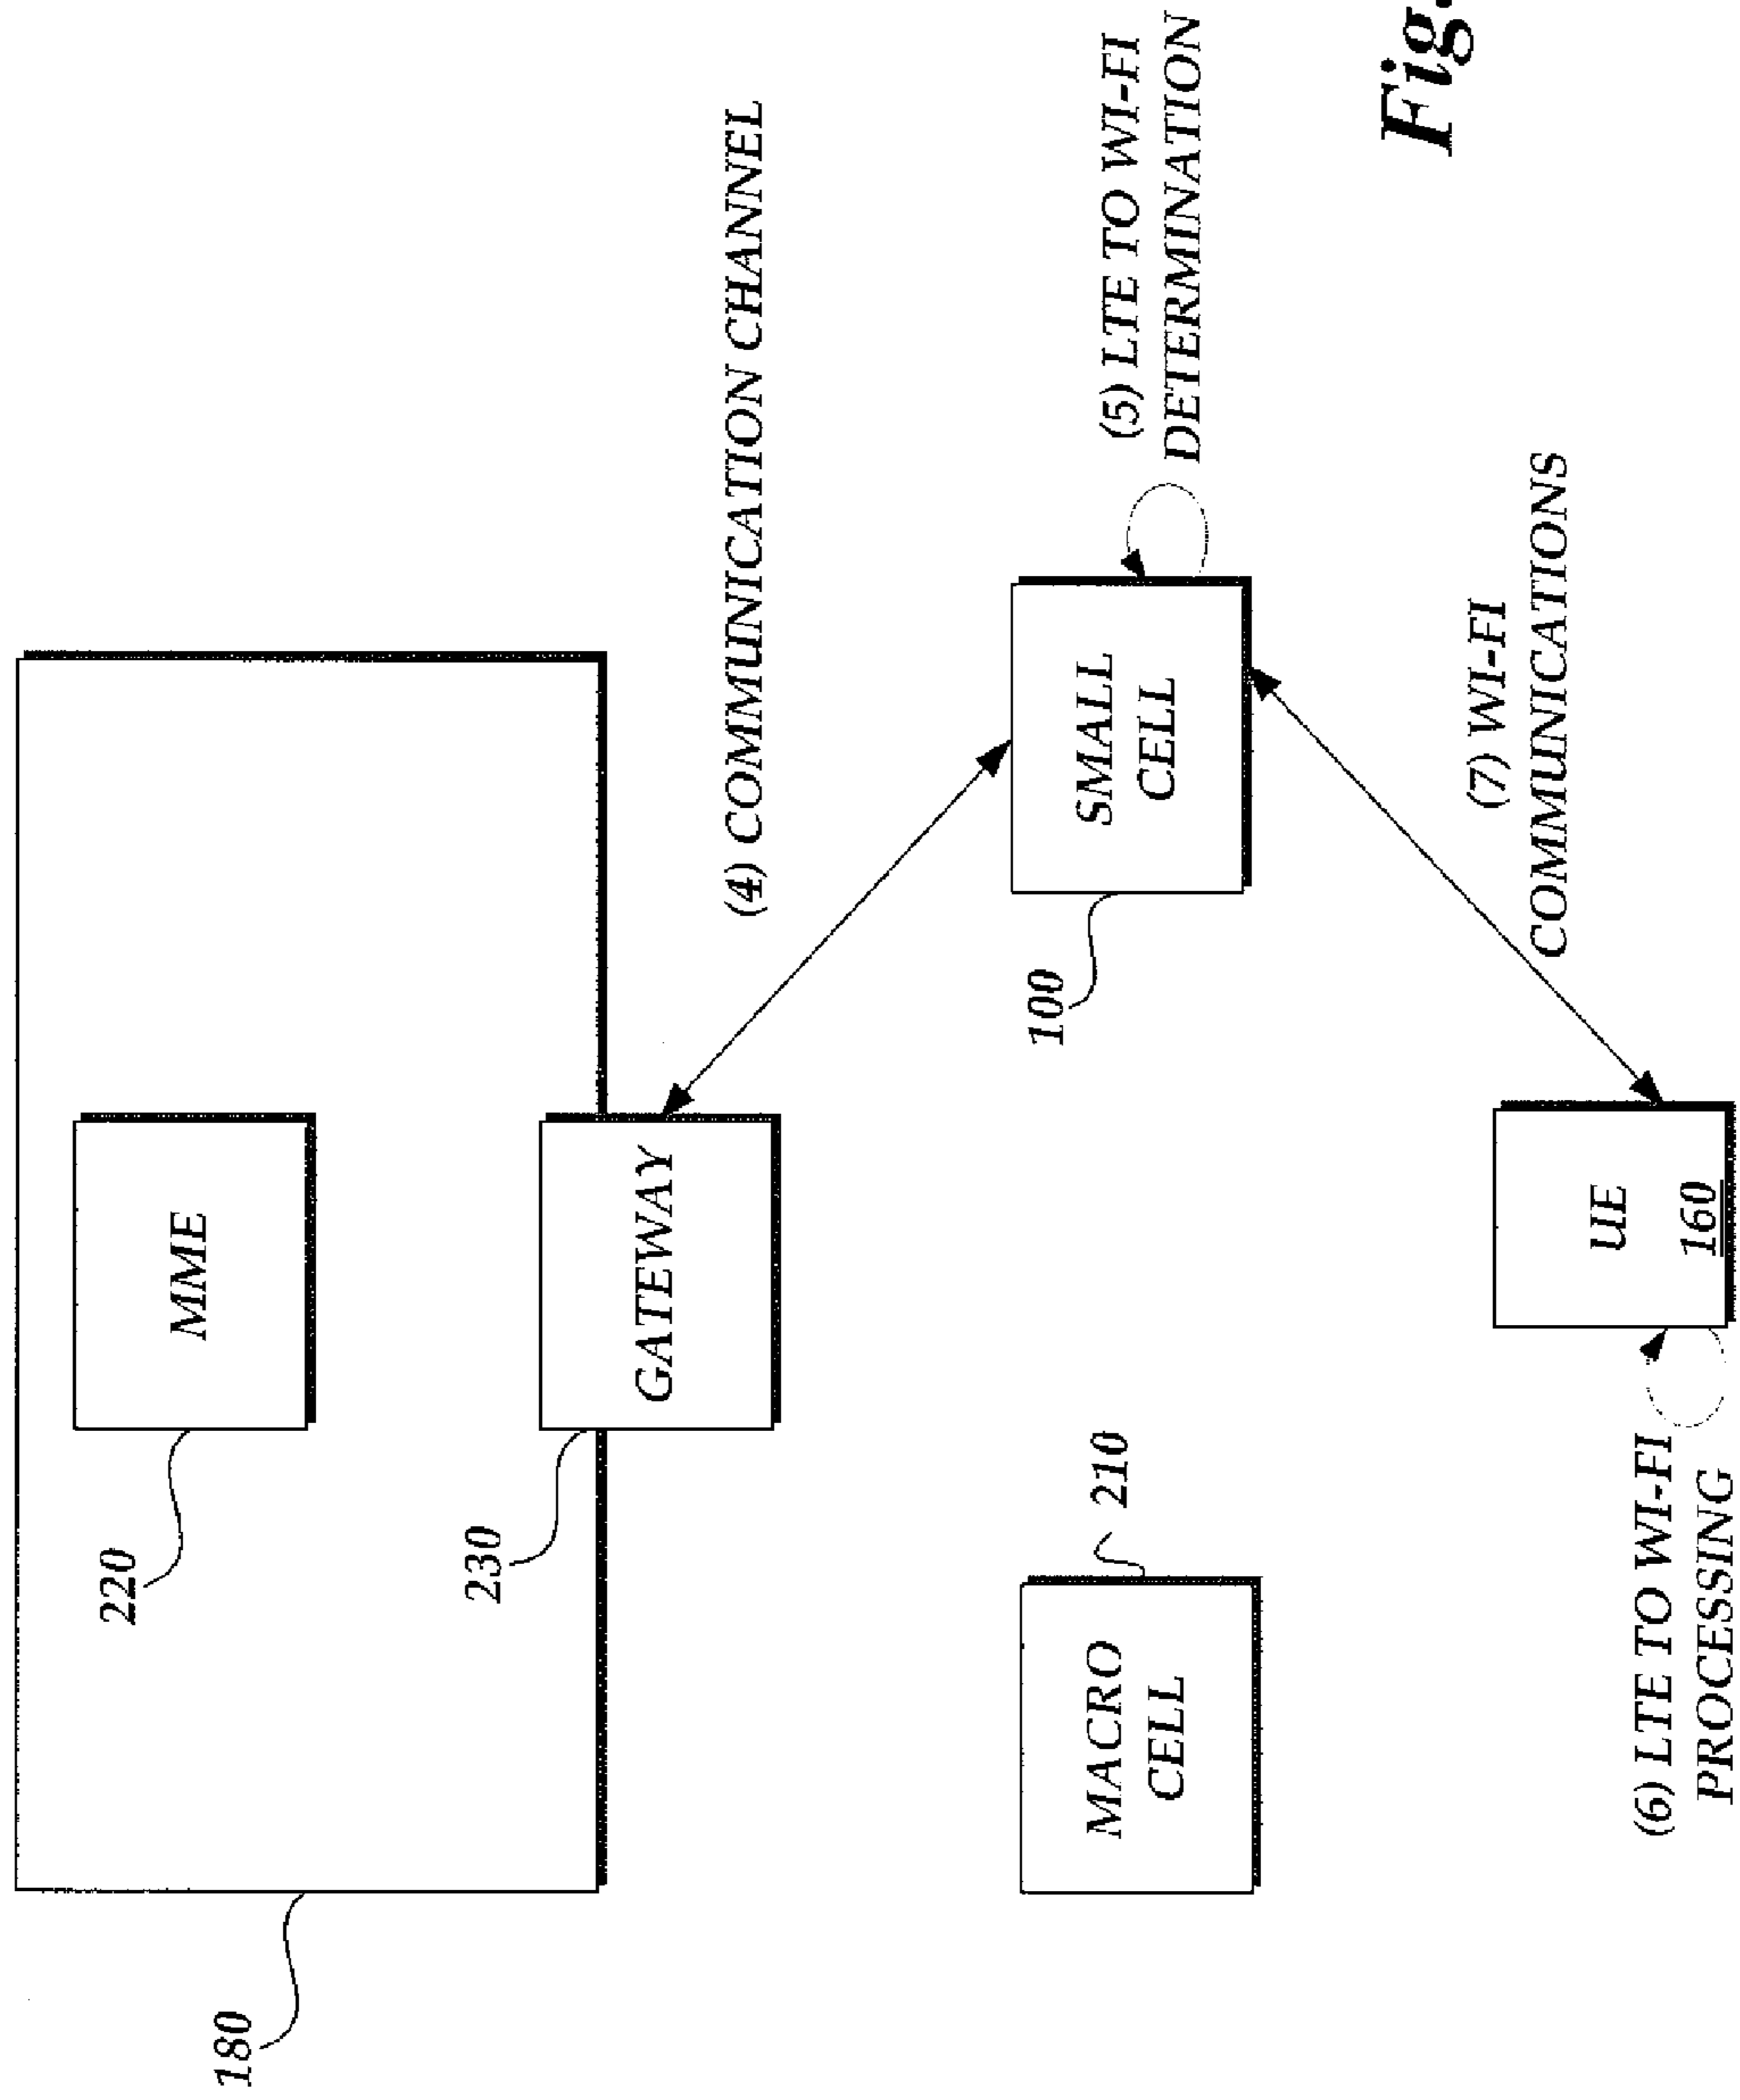 180
220
MME
230
GATEWAY
(4) COMMUNICATION CHANNEL
MACRO
CELL
210
100
SMALL
CELL
(5) LTE TO WI-FI
DETERMINATION
(7) WI-FI
COMMUNICATIONS
UE
160
(6) LTE TO WI-FI
PROCESSING
Fig.